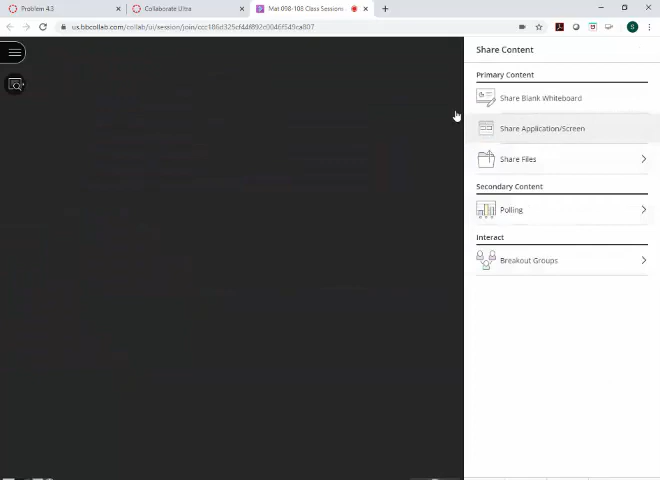 Problem 4.3
Collaborate Ultra
Mat 098-108 Class Sessions
Share Content
Primary Content
Share Blank Whiteboard
Share Application/Screen
Share Files
Secondary Content
Polling
Interact
Breakout Groups